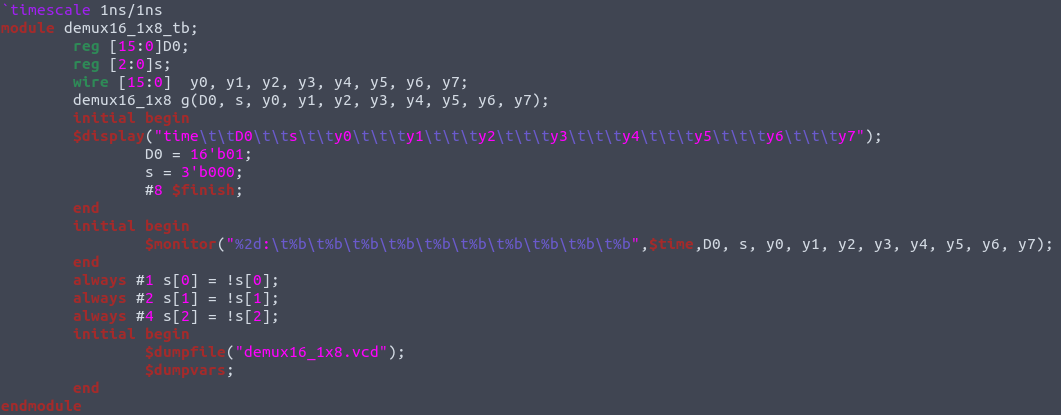 `timescale 1ns/1ns
module demux16_1x8_tb;
        reg [15:0]D0;
        reg [2:0]s;
        wire [15:0]  y0, y1, y2, y3, y4, y5, y6, y7;
        demux16_1x8 g(D0, s, y0, y1, y2, y3, y4, y5, y6, y7);
        initial begin
        $display("time\t\tD0\t\ts\t\ty0\t\t\ty1\t\t\ty2\t\t\ty3\t\t\ty4\t\t\ty5\t\t\ty6\t\t\ty7");
                D0 = 16'b01;
                s = 3'b000;
                #8 $finish;
        end
        initial begin
                $monitor("%2d:\t%b\t%b\t%b\t%b\t%b\t%b\t%b\t%b\t%b\t%b",$time,D0, s, y0, y1, y2, y3, y4, y5, y6, y7);
        end
        always #1 s[0] = !s[0];
        always #2 s[1] = !s[1];
        always #4 s[2] = !s[2];
        initial begin
                $dumpfile("demux16_1x8.vcd");
                $dumpvars;
        end
endmodule